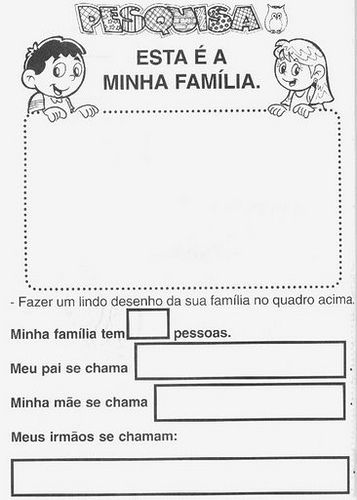 PESQUISA
ESTA É A
MINHA FAMÍLIA.
- Fazer um lindo desenho da sua família no quadro acima.
Minha família tem pessoas.
Meu pai se chama .
Minha mãe se chama .
Meus irmãos se chamam: